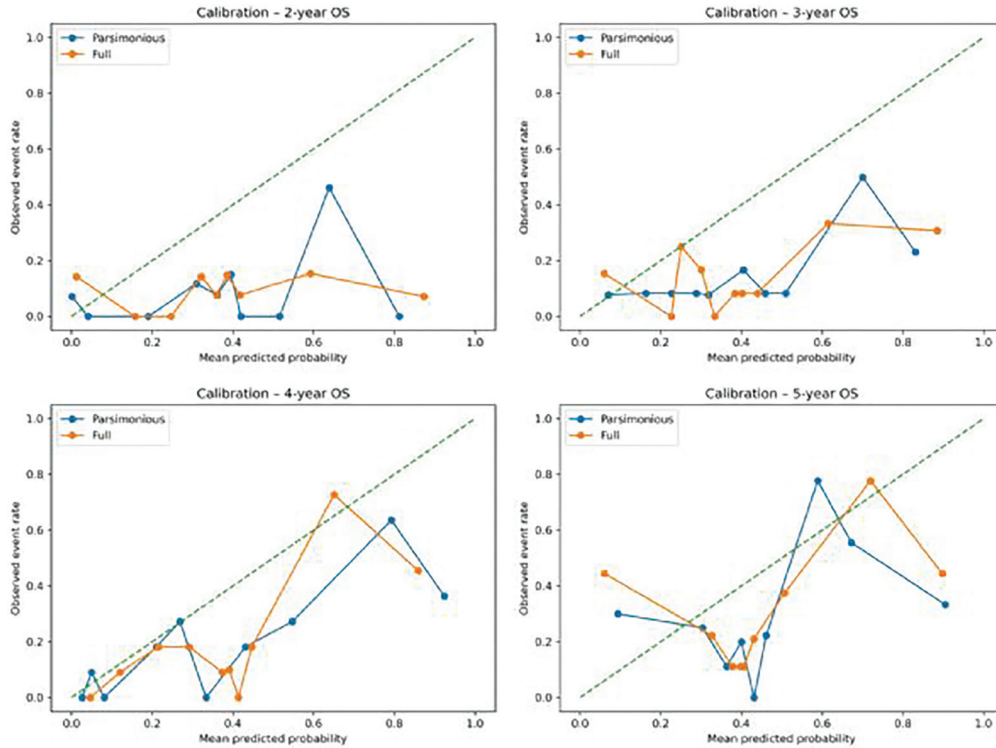 Calibration – 2-year OS
Parsimonious
Full
Observed event rate
1.0
0.8
0.6
0.4
0.2
0.0
0.0 0.2 0.4 0.6 0.8 1.0
Mean predicted probability
Calibration – 3-year OS
Parsimonious
Full
Observed event rate
1.0
0.8
0.6
0.4
0.2
0.0
0.0 0.2 0.4 0.6 0.8 1.0
Mean predicted probability
Calibration – 4-year OS
Parsimonious
Full
Observed event rate
1.0
0.8
0.6
0.4
0.2
0.0
0.0 0.2 0.4 0.6 0.8 1.0
Mean predicted probability
Calibration – 5-year OS
Parsimonious
Full
Observed event rate
1.0
0.8
0.6
0.4
0.2
0.0
0.0 0.2 0.4 0.6 0.8 1.0
Mean predicted probability